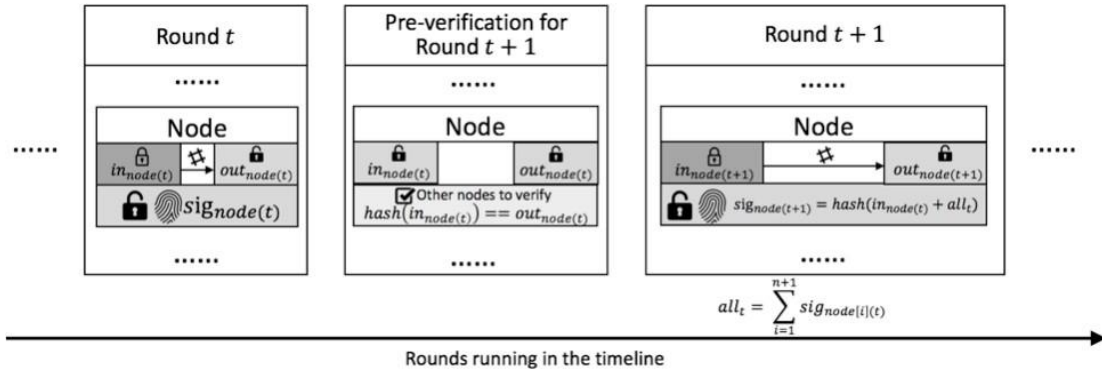 Round t
Pre-verification for
Round t + 1
Round t + 1
......
......
......
Node
Node
Node
......
in_node(t) out_node(t)
in_node(t) out_node(t)
in_node(t+1) out_node(t+1)
......
sig_node(t)
Other nodes to verify
hash(in_node(t)) == out_node(t)
sig_node(t+1) = hash(in_node(t) + all_t)
......
......
......
all_t = ∑_{i=1}^{n+1} sig_node[i](t)
Rounds running in the timeline